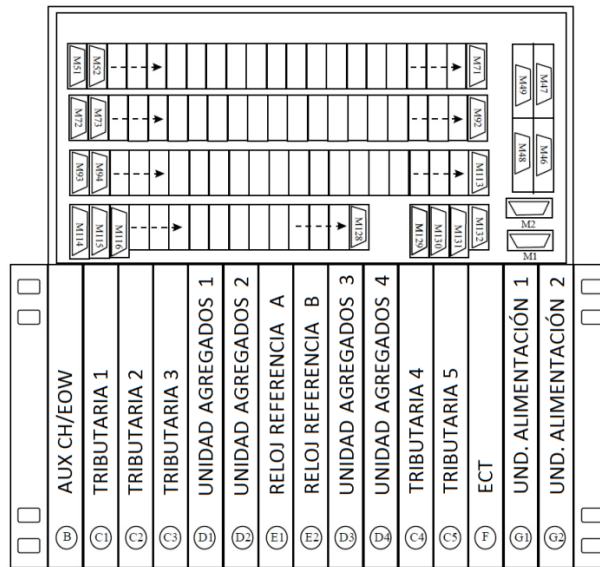 M51 M52 M71 M49 M47
M72 M73 M92
M93 M94 M113 M48 M46
M114 M115 M116 M128 M129 M130 M131 M132 M2
M1
AUX CH/EOW
TRIBUTARIA 1
TRIBUTARIA 2
TRIBUTARIA 3
UNIDAD AGREGADOS 1
UNIDAD AGREGADOS 2
RELOJ REFERENCIA A
RELOJ REFERENCIA B
UNIDAD AGREGADOS 3
UNIDAD AGREGADOS 4
TRIBUTARIA 4
TRIBUTARIA 5
ECT
UND. ALIMENTACIÓN 1
UND. ALIMENTACIÓN 2
B C1 C2 C3 D1 D2 E1 E2 D3 D4 C4 C5 F G1 G2